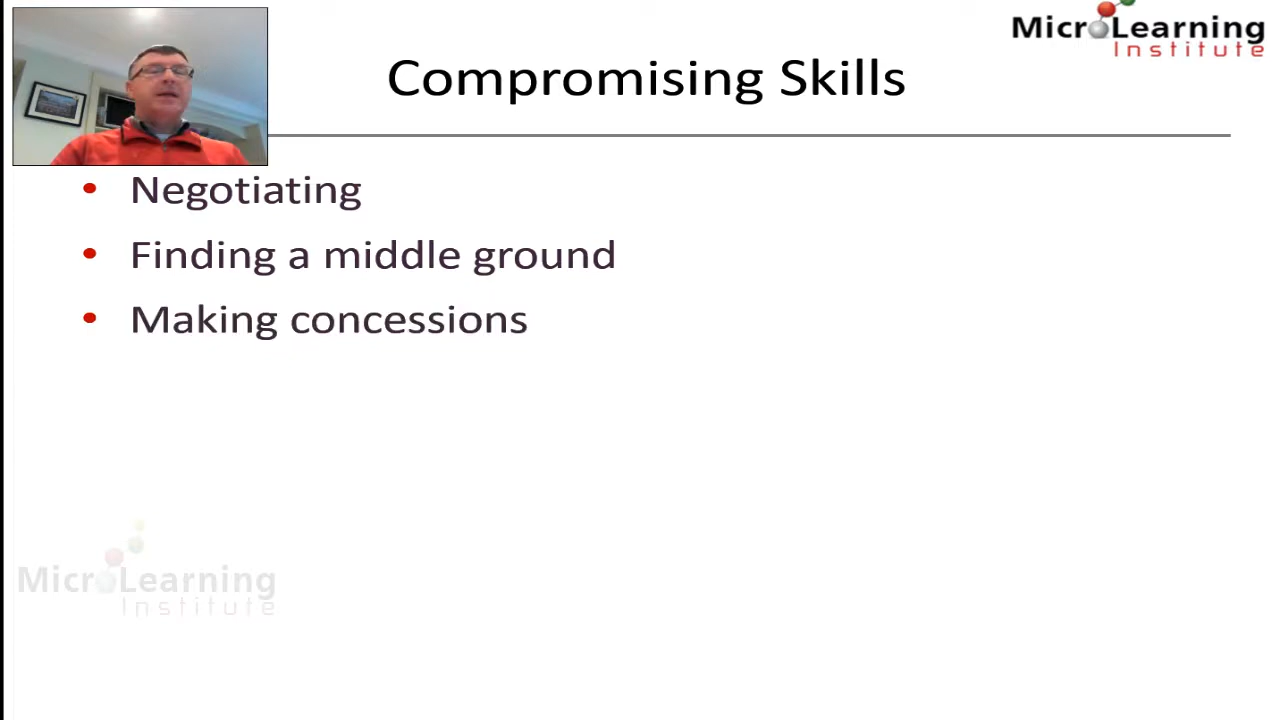 MicroLearning
Institute
Compromising Skills
• Negotiating
• Finding a middle ground
• Making concessions
MicroLearning
Institute